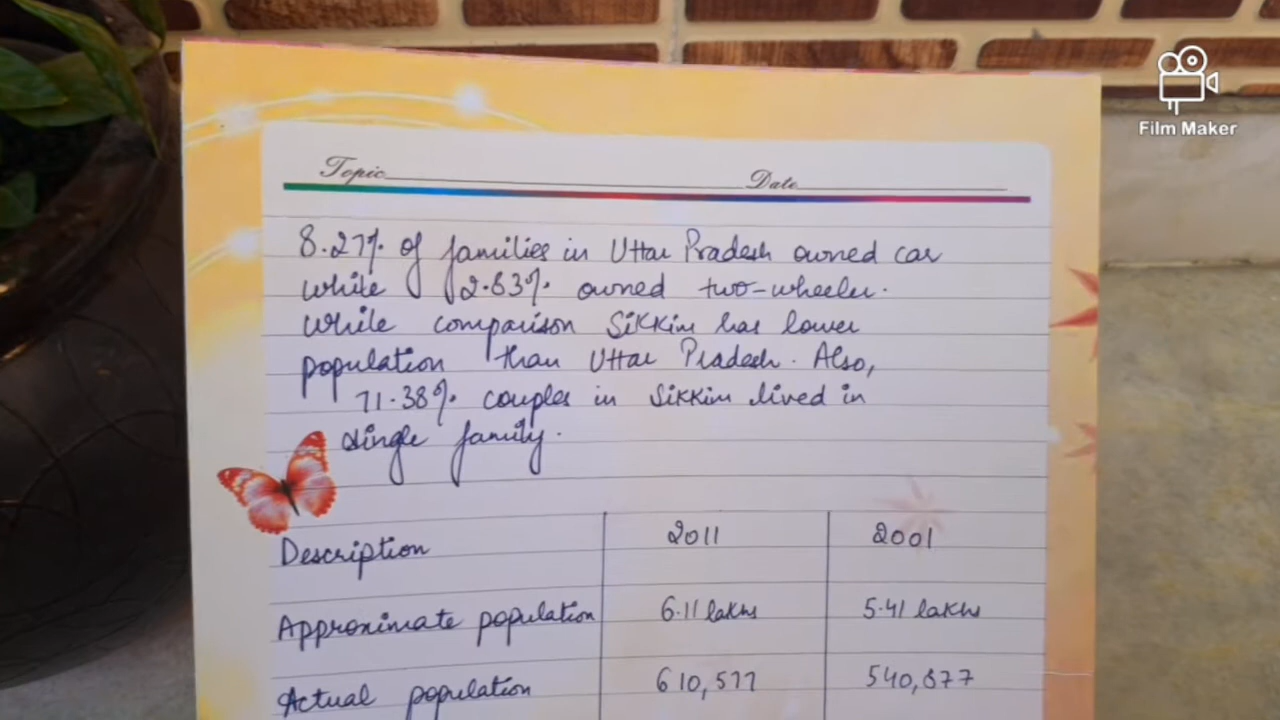 Film Maker
Topic Date
8.27% of families in Uttar Pradesh owned car
while 2.83% owned two-wheeler.
While comparison Sikkim has lower
population than Uttar Pradesh. Also,
71.38% couples in Sikkim lived in
single family.
Description 2011 2001
Approximate population 6.11 lakhs 5.41 lakhs
Actual population 610,577 540,877